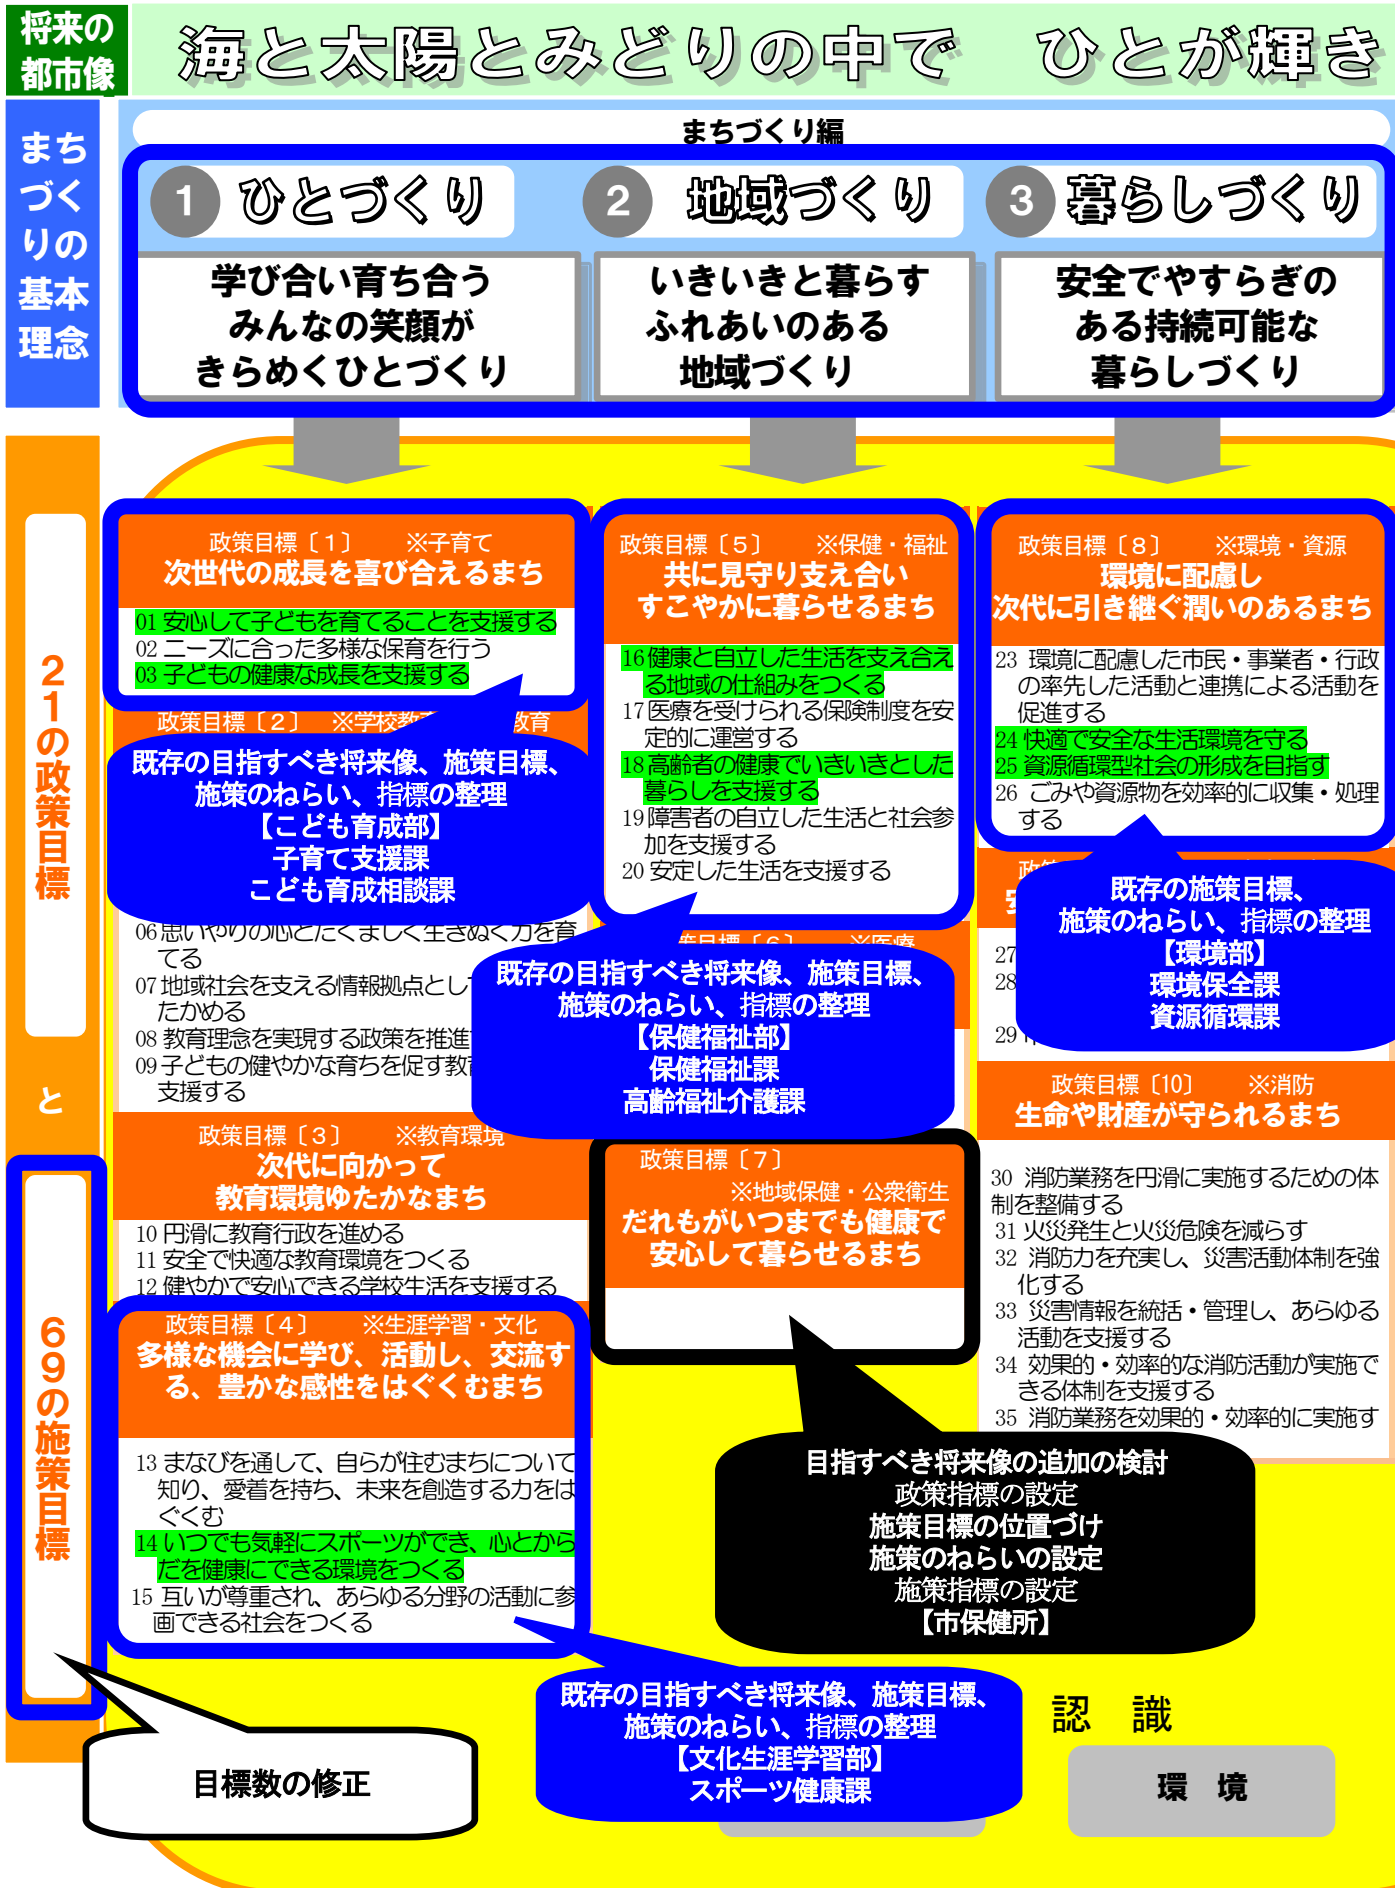 将来の
都市像
海と太陽とみどりの中で　ひとが輝き
まち
づく
りの
基本
理念
まちづくり編
1 ひとづくり
学び合い育ち合う
みんなの笑顔が
きらめくひとづくり
2 地域づくり
いきいきと暮らす
ふれあいのある
地域づくり
3 暮らしづくり
安全でやすらぎの
ある持続可能な
暮らしづくり
21の政策目標
と
69の施策目標
政策目標〔1〕　※子育て
次世代の成長を喜び合えるまち
01 安心して子どもを育てることを支援する
02 ニーズに合った多様な保育を行う
03 子どもの健康な成長を支援する
政策目標〔2〕　※学校教
教育
既存の目指すべき将来像、施策目標、
施策のねらい、指標の整理
【こども育成部】
子育て支援課
こども育成相談課
06 思いやりの心とたくましく生きぬく力を育
てる
07 地域社会を支える情報拠点とし
たかめる
08 教育理念を実現する政策を推進
09 子どもの健やかな育ちを促す教
支援する
政策目標〔3〕　※教育環境
次代に向かって
教育環境ゆたかなまち
10 円滑に教育行政を進める
11 安全で快適な教育環境をつくる
12 健やかで安心できる学校生活を支援する
政策目標〔4〕　※生涯学習・文化
多様な機会に学び、活動し、交流す
る、豊かな感性をはぐくむまち
13 まなびを通して、自らが住むまちについて
知り、愛着を持ち、未来を創造する力をは
ぐくむ
14 いつでも気軽にスポーツができ、心とから
だを健康にできる環境をつくる
15 互いが尊重され、あらゆる分野の活動に参
画できる社会をつくる
目標数の修正
政策目標〔5〕　※保健・福祉
共に見守り支え合い
すこやかに暮らせるまち
16 健康と自立した生活を支え合え
る地域の仕組みをつくる
17 医療を受けられる保険制度を安
定的に運営する
18 高齢者の健康でいきいきとした
暮らしを支援する
19 障害者の自立した生活と社会参
加を支援する
20 安定した生活を支援する
策目標〔6〕　※医療
既存の目指すべき将来像、施策目標、
施策のねらい、指標の整理
【保健福祉部】
保健福祉課
高齢福祉介護課
政策目標〔7〕
※地域保健・公衆衛生
だれもがいつまでも健康で
安心して暮らせるまち
目指すべき将来像の追加の検討
政策指標の設定
施策目標の位置づけ
施策のねらいの設定
施策指標の設定
【市保健所】
既存の目指すべき将来像、施策目標、
施策のねらい、指標の整理
【文化生涯学習部】
スポーツ健康課
政策目標〔8〕　※環境・資源
環境に配慮し
次代に引き継ぐ潤いのあるまち
23 環境に配慮した市民・事業者・行政
の率先した活動と連携による活動を
促進する
24 快適で安全な生活環境を守る
25 資源循環型社会の形成を目指す
26 ごみや資源物を効率的に収集・処理
する
既存の施策目標、
施策のねらい、指標の整理
【環境部】
環境保全課
資源循環課
27
28
29
政策目標〔10〕　※消防
生命や財産が守られるまち
30 消防業務を円滑に実施するための体
制を整備する
31 火災発生と火災危険を減らす
32 消防力を充実し、災害活動体制を強
化する
33 災害情報を統括・管理し、あらゆる
活動を支援する
34 効果的・効率的な消防活動が実施で
きる体制を支援する
35 消防業務を効果的・効率的に実施す
認　識
環　境